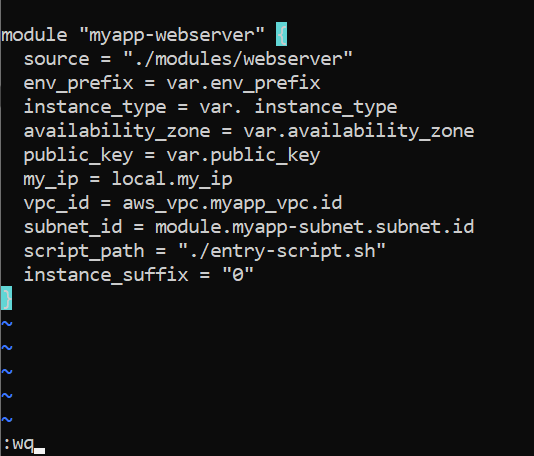 module "myapp-webserver" {
  source = "./modules/webserver"
  env_prefix = var.env_prefix
  instance_type = var. instance_type
  availability_zone = var.availability_zone
  public_key = var.public_key
  my_ip = local.my_ip
  vpc_id = aws_vpc.myapp_vpc.id
  subnet_id = module.myapp-subnet.subnet.id
  script_path = "./entry-script.sh"
  instance_suffix = "0"
}
~
~
~
~
~
:wq